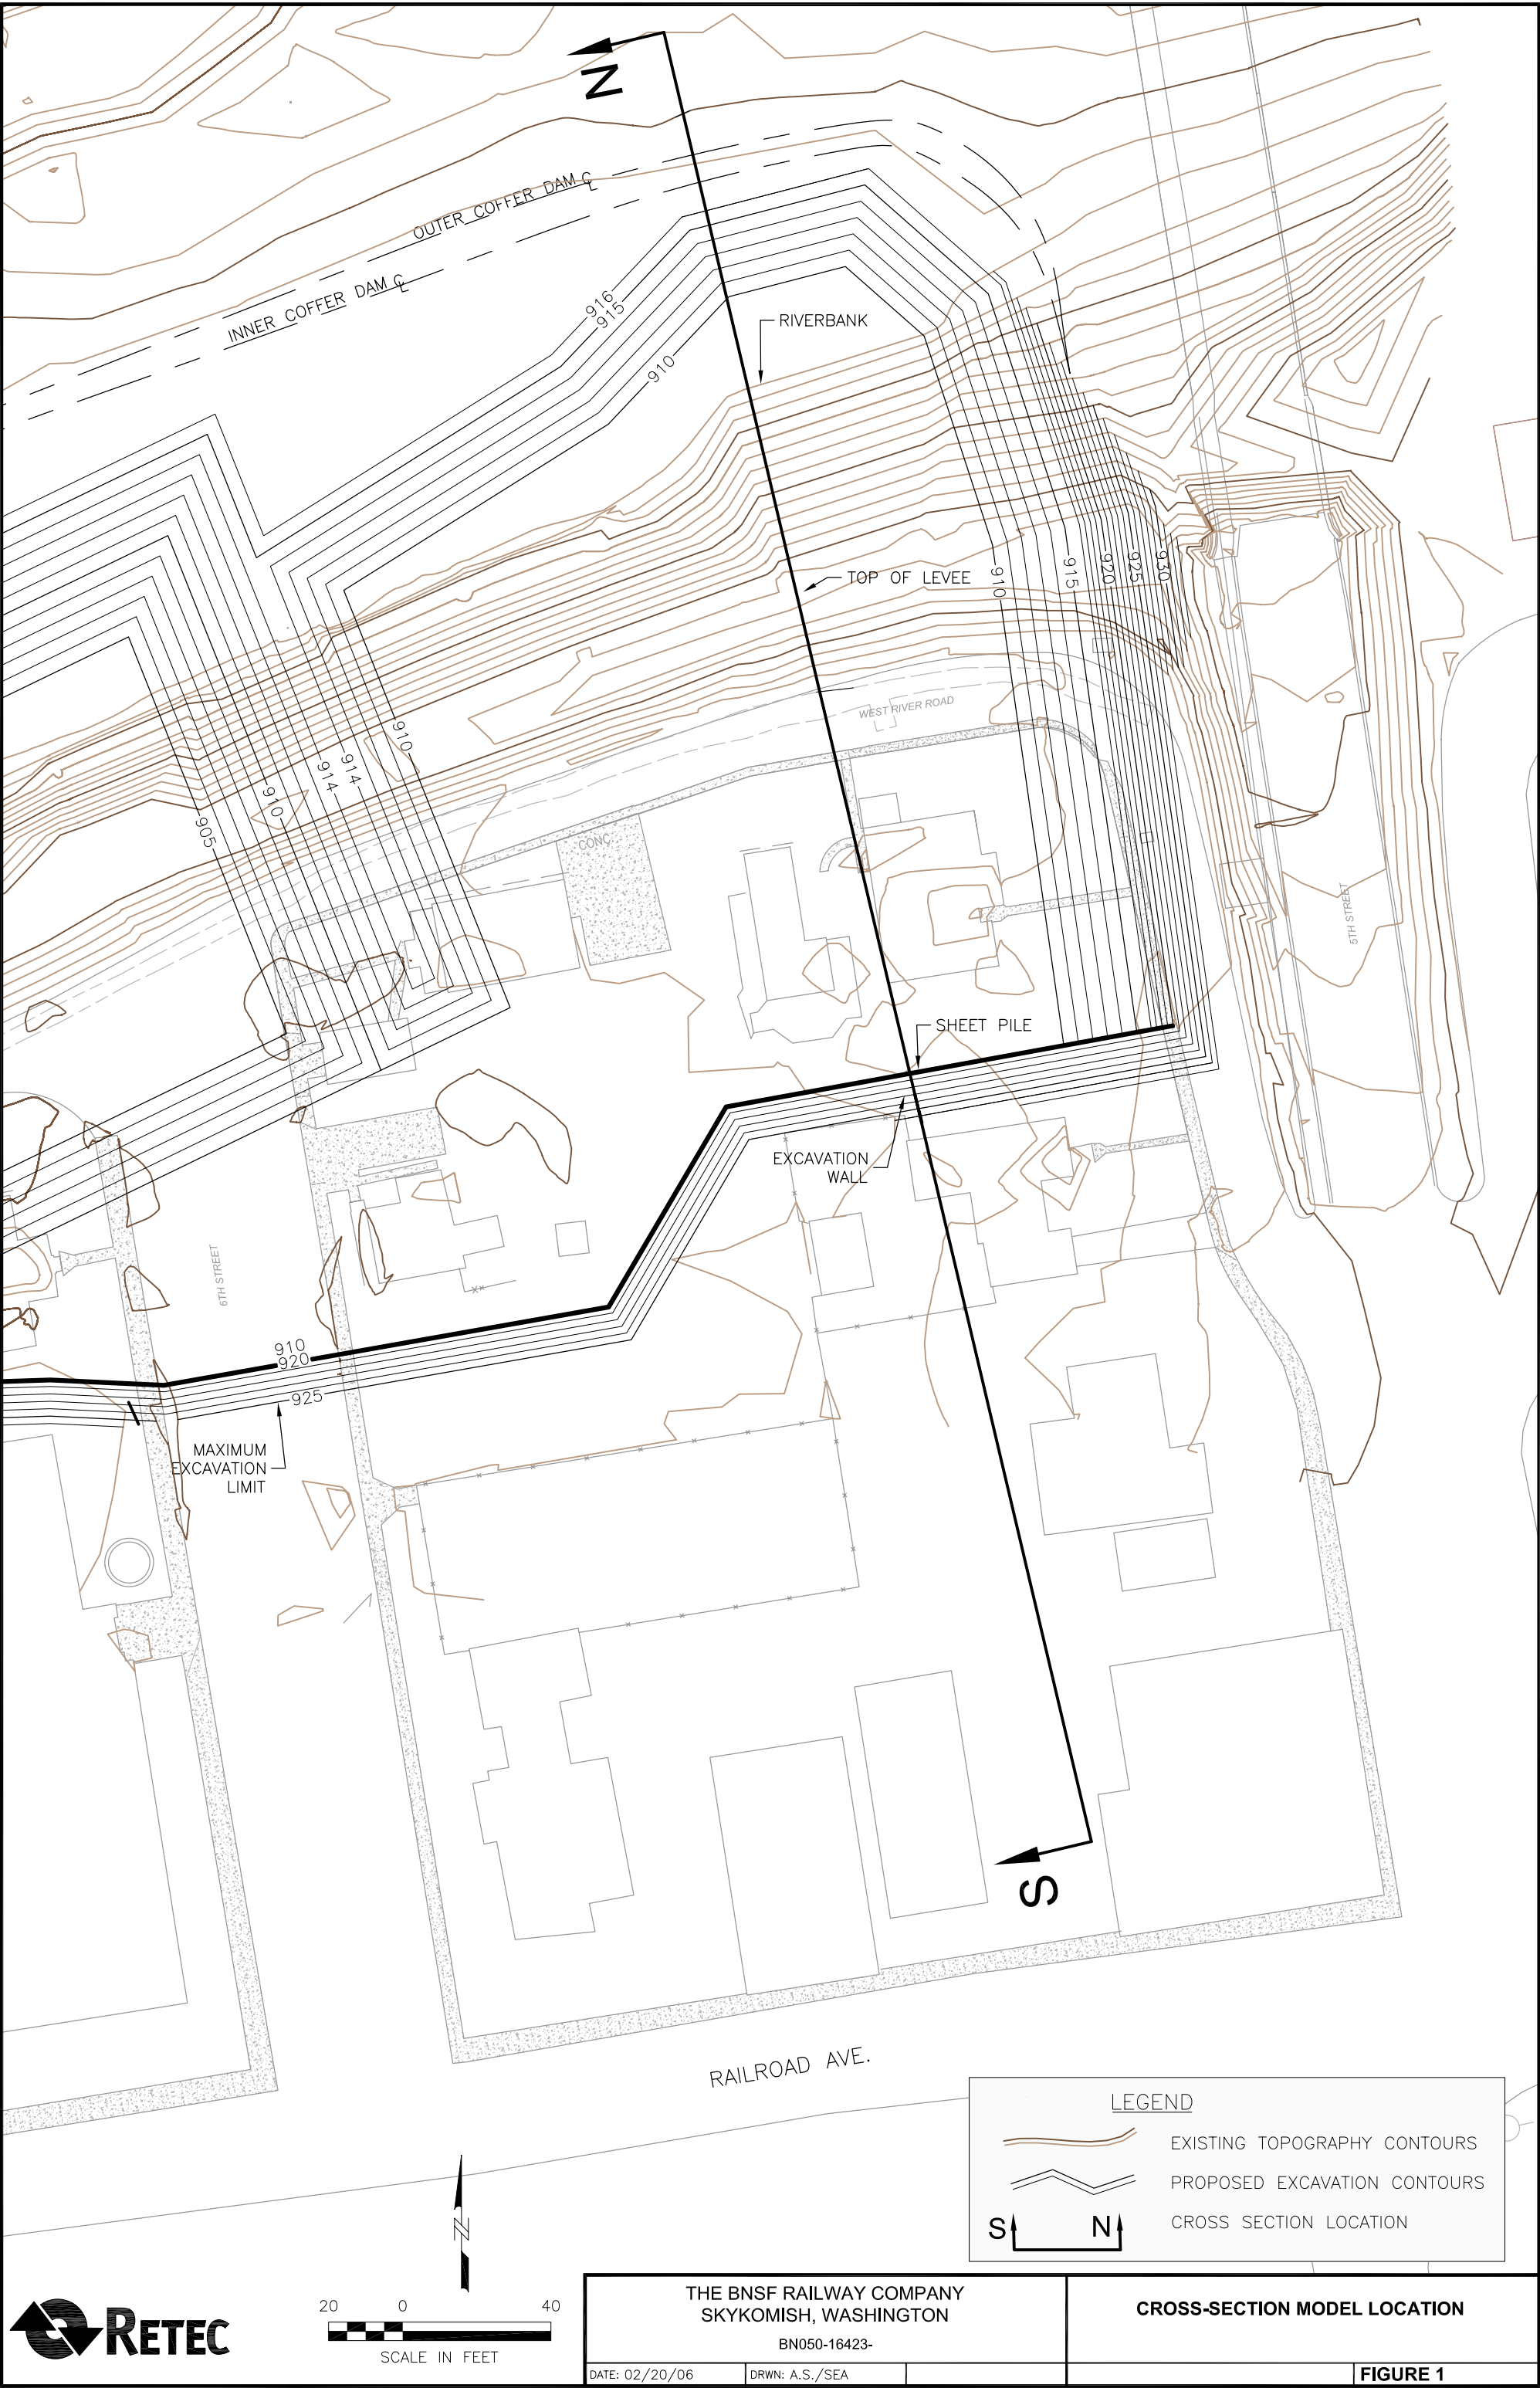 N
OUTER COFFER DAM ℄
INNER COFFER DAM ℄
916
915
910
RIVERBANK
TOP OF LEVEE
910
915
920
925
930
WEST RIVER ROAD
910
914
914
910
905
CONC.
5TH STREET
SHEET PILE
EXCAVATION
WALL
6TH STREET
910
920
925
MAXIMUM
EXCAVATION
LIMIT
S
RAILROAD AVE.
LEGEND
EXISTING TOPOGRAPHY CONTOURS
PROPOSED EXCAVATION CONTOURS
S N CROSS SECTION LOCATION
N
RETEC
20 0 40
SCALE IN FEET
THE BNSF RAILWAY COMPANY
SKYKOMISH, WASHINGTON
BN050-16423-
DATE: 02/20/06
DRWN: A.S./SEA
CROSS-SECTION MODEL LOCATION
FIGURE 1